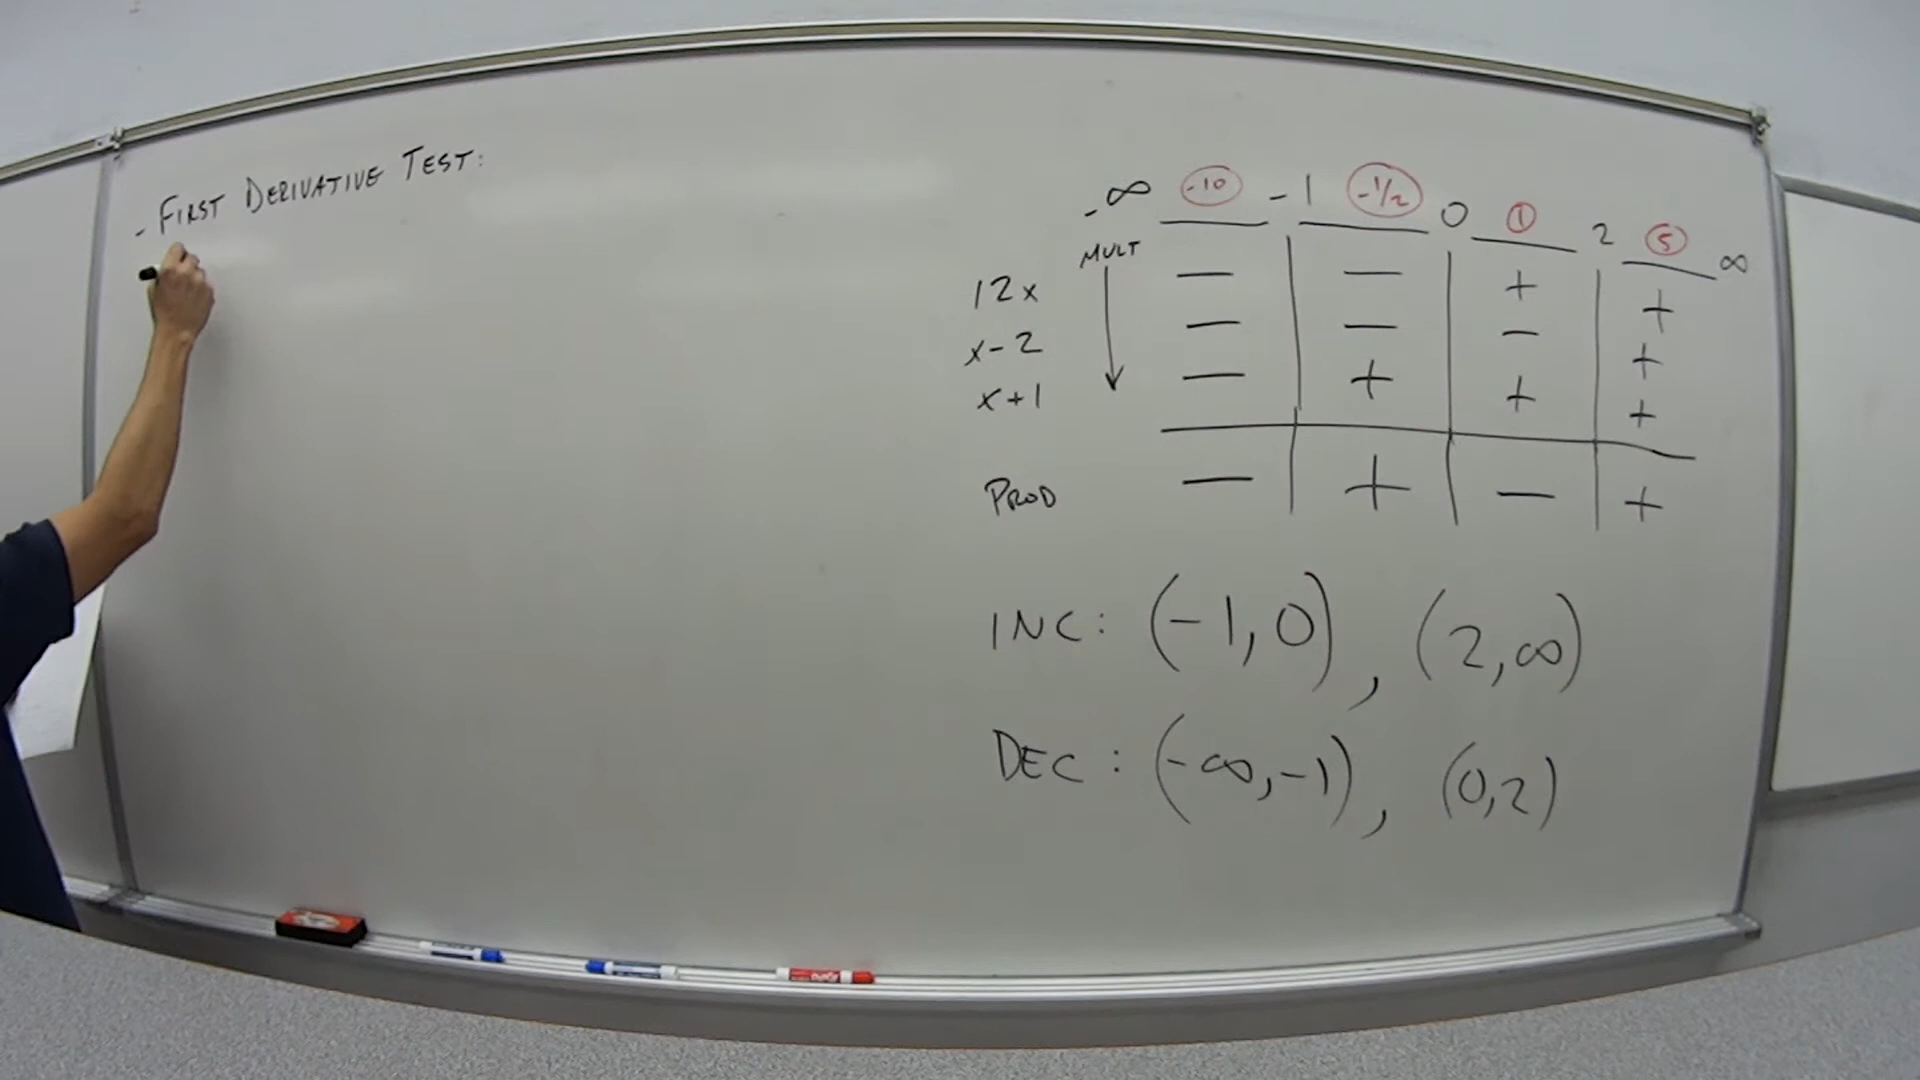 - FIRST DERIVATIVE TEST:
-∞ -10 -1 -1/2 0 1 2 5 ∞
MULT
12x — — + +
x-2 — — — +
x+1 — + + +
PROD — + — +
INC: (-1,0), (2,∞)
DEC: (-∞,-1), (0,2)